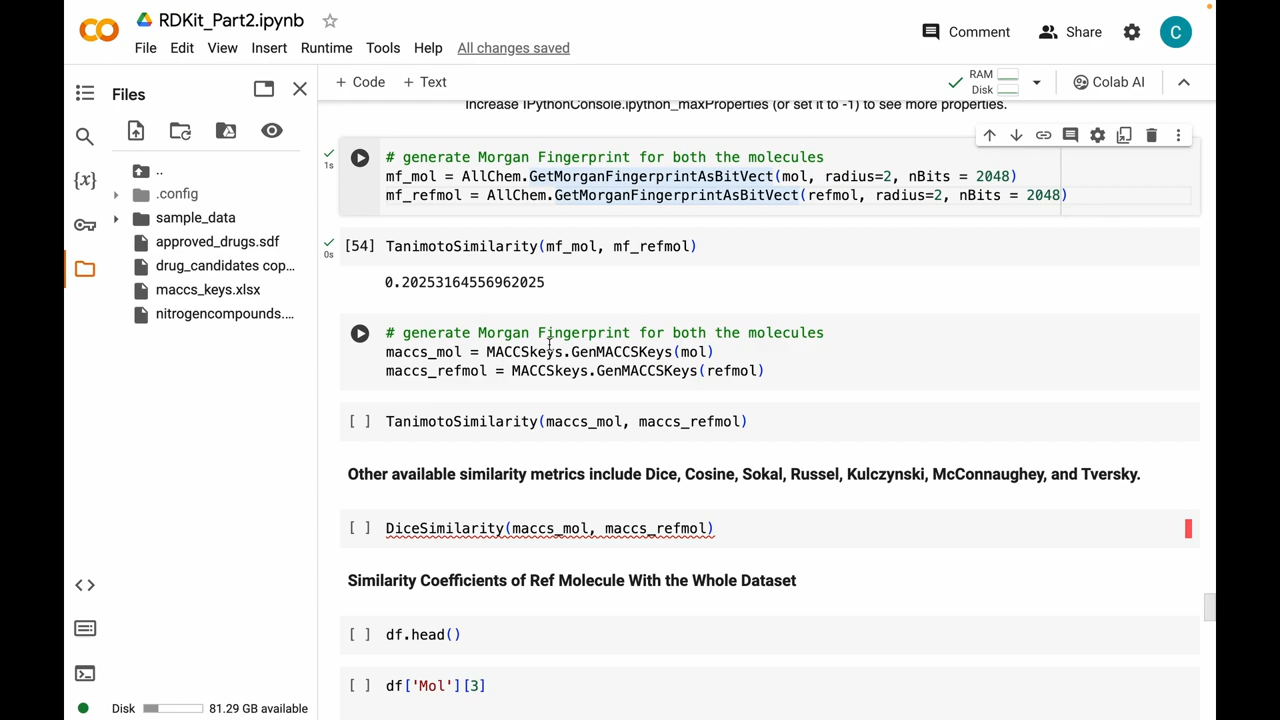 RDKit_Part2.ipynb
File Edit View Insert Runtime Tools Help All changes saved
Comment Share C
Files
+ Code + Text
RAM
Disk
Colab AI
..
.config
sample_data
approved_drugs.sdf
drug_candidates cop...
maccs_keys.xlsx
nitrogencompounds....
{x}
Disk 81.29 GB available
Increase IPythonConsole.ipython_maxProperties (or set it to -1) to see more properties.
1s
# generate Morgan Fingerprint for both the molecules
mf_mol = AllChem.GetMorganFingerprintAsBitVect(mol, radius=2, nBits = 2048)
mf_refmol = AllChem.GetMorganFingerprintAsBitVect(refmol, radius=2, nBits = 2048)
0s
[54] TanimotoSimilarity(mf_mol, mf_refmol)
0.20253164556962025
# generate Morgan Fingerprint for both the molecules
maccs_mol = MACCSkeys.GenMACCSKeys(mol)
maccs_refmol = MACCSkeys.GenMACCSKeys(refmol)
[ ] TanimotoSimilarity(maccs_mol, maccs_refmol)
Other available similarity metrics include Dice, Cosine, Sokal, Russel, Kulczynski, McConnaughey, and Tversky.
[ ] DiceSimilarity(maccs_mol, maccs_refmol)
Similarity Coefficients of Ref Molecule With the Whole Dataset
[ ] df.head()
[ ] df['Mol'][3]